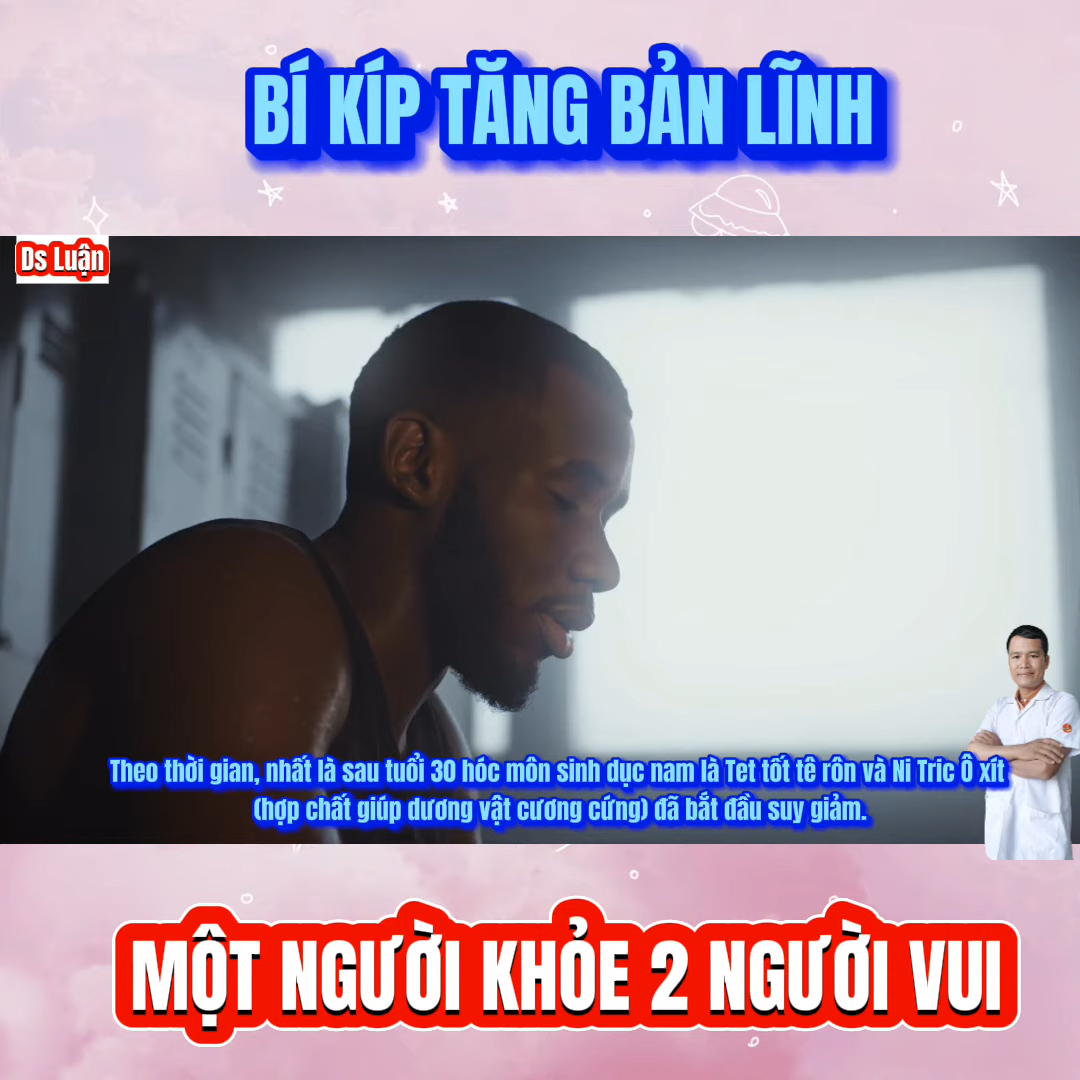 BÍ KÍP TĂNG BẢN LĨNH
Ds Luận
Theo thời gian, nhất là sau tuổi 30 hóc môn sinh dục nam là Tet tốt tê rôn và Ni Tric Ô xít
(hợp chất giúp dương vật cương cứng) đã bắt đầu suy giảm.
MỘT NGƯỜI KHỎE 2 NGƯỜI VUI